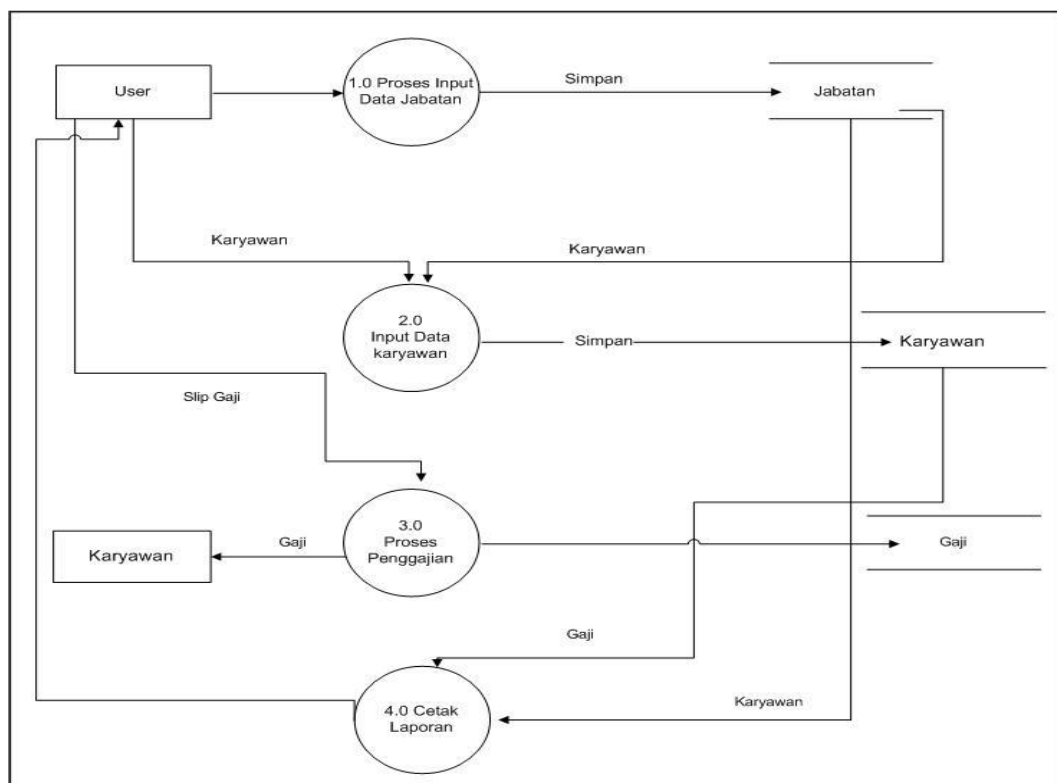 User
1.0 Proses Input
Data Jabatan
Simpan
Jabatan
Karyawan
Karyawan
2.0
Input Data
karyawan
Simpan
Karyawan
Slip Gaji
3.0
Proses
Penggajian
Karyawan
Gaji
Gaji
Gaji
4.0 Cetak
Laporan
Karyawan